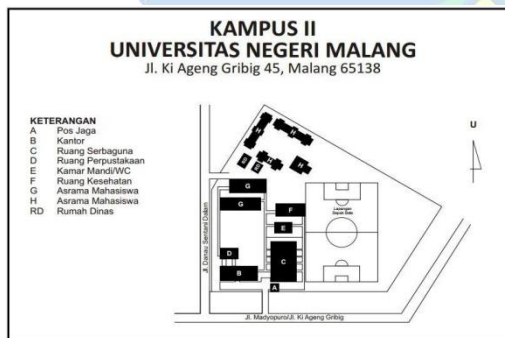 KAMPUS II
UNIVERSITAS NEGERI MALANG
Jl. Ki Ageng Gribig 45, Malang 65138
KETERANGAN
A Pos Jaga
B Kantor
C Ruang Serbaguna
D Ruang Perpustakaan
E Kamar Mandi/WC
F Ruang Kesehatan
G Asrama Mahasiswa
H Asrama Mahasiswa
RD Rumah Dinas
U
H
H
RD
RD
H
H
G
G
F
E
D
B
C
A
Lapangan
Sepak Bola
Jl. Danau Sentani Dalam
Jl. Madyopuro/Jl. Ki Ageng Gribig